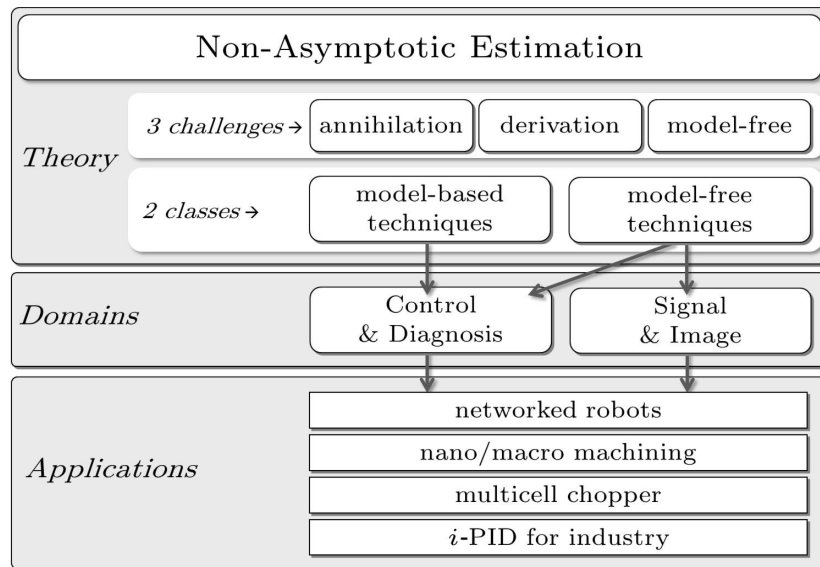 Non-Asymptotic Estimation
Theory
3 challenges →
annihilation
derivation
model-free
2 classes →
model-based
techniques
model-free
techniques
Domains
Control
& Diagnosis
Signal
& Image
Applications
networked robots
nano/macro machining
multicell chopper
i-PID for industry